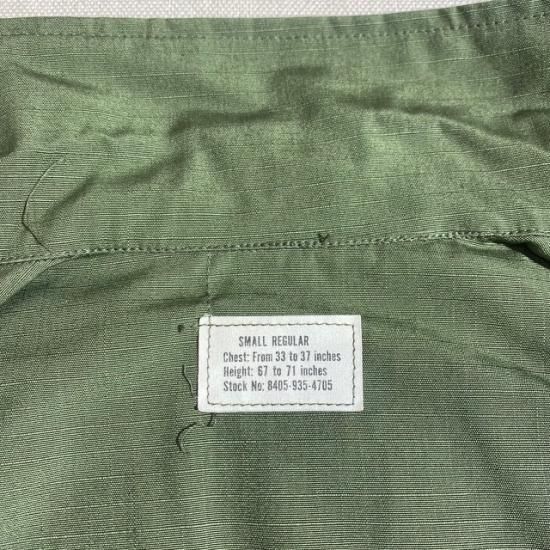 SMALL REGULAR
Chest: From 33 to 37 inches
Height: 67 to 71 inches
Stock No: 8405-935-4705